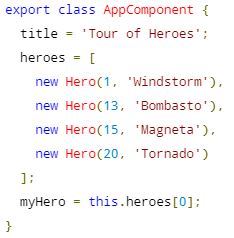 export class AppComponent {
  title = 'Tour of Heroes';
  heroes = [
    new Hero(1, 'Windstorm'),
    new Hero(13, 'Bombasto'),
    new Hero(15, 'Magneta'),
    new Hero(20, 'Tornado')
  ];
  myHero = this.heroes[0];
}